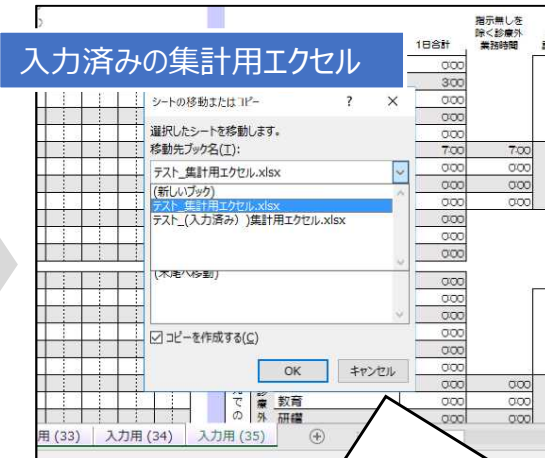 指示無しを
除く診療外
業務時間
1日合計
入力済みの集計用エクセル
0:00
3:00
シートの移動またはコピー ? ×
0:00
0:00
選択したシートを移動します。
0:00
移動先ブック名(T):
7:00 7:00
テスト_集計用エクセル.xlsx
0:00 0:00
(新しいブック)
0:00 0:00
テスト_集計用エクセル.xlsx
0:00 0:00
テスト_(入力済み) )集計用エクセル.xlsx
0:00
0:00
0:00
(末尾へ移動)
0:00
0:00
0:00
コピーを作成する(C)
0:00
0:00
OK キャンセル
0:00 0:00
で 療 教育
0:00 0:00
の 外 研鑽
0:00 0:00
用 (33) 入力用 (34) 入力用 (35)